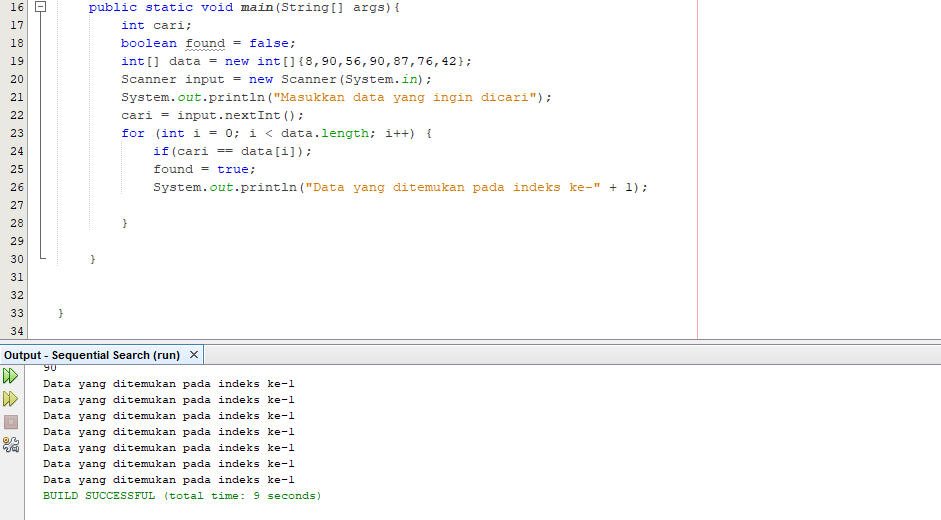 16 public static void main(String[] args){
17 int cari;
18 boolean found = false;
19 int[] data = new int[]{8,90,56,90,87,76,42};
20 Scanner input = new Scanner(System.in);
21 System.out.println("Masukkan data yang ingin dicari");
22 cari = input.nextInt();
23 for (int i = 0; i < data.length; i++) {
24 if(cari == data[i]);
25 found = true;
26 System.out.println("Data yang ditemukan pada indeks ke-" + 1);
27
28 }
29
30 }
31
32
33 }
34
Output - Sequential Search (run) ×
90
Data yang ditemukan pada indeks ke-1
Data yang ditemukan pada indeks ke-1
Data yang ditemukan pada indeks ke-1
Data yang ditemukan pada indeks ke-1
Data yang ditemukan pada indeks ke-1
Data yang ditemukan pada indeks ke-1
Data yang ditemukan pada indeks ke-1
BUILD SUCCESSFUL (total time: 9 seconds)